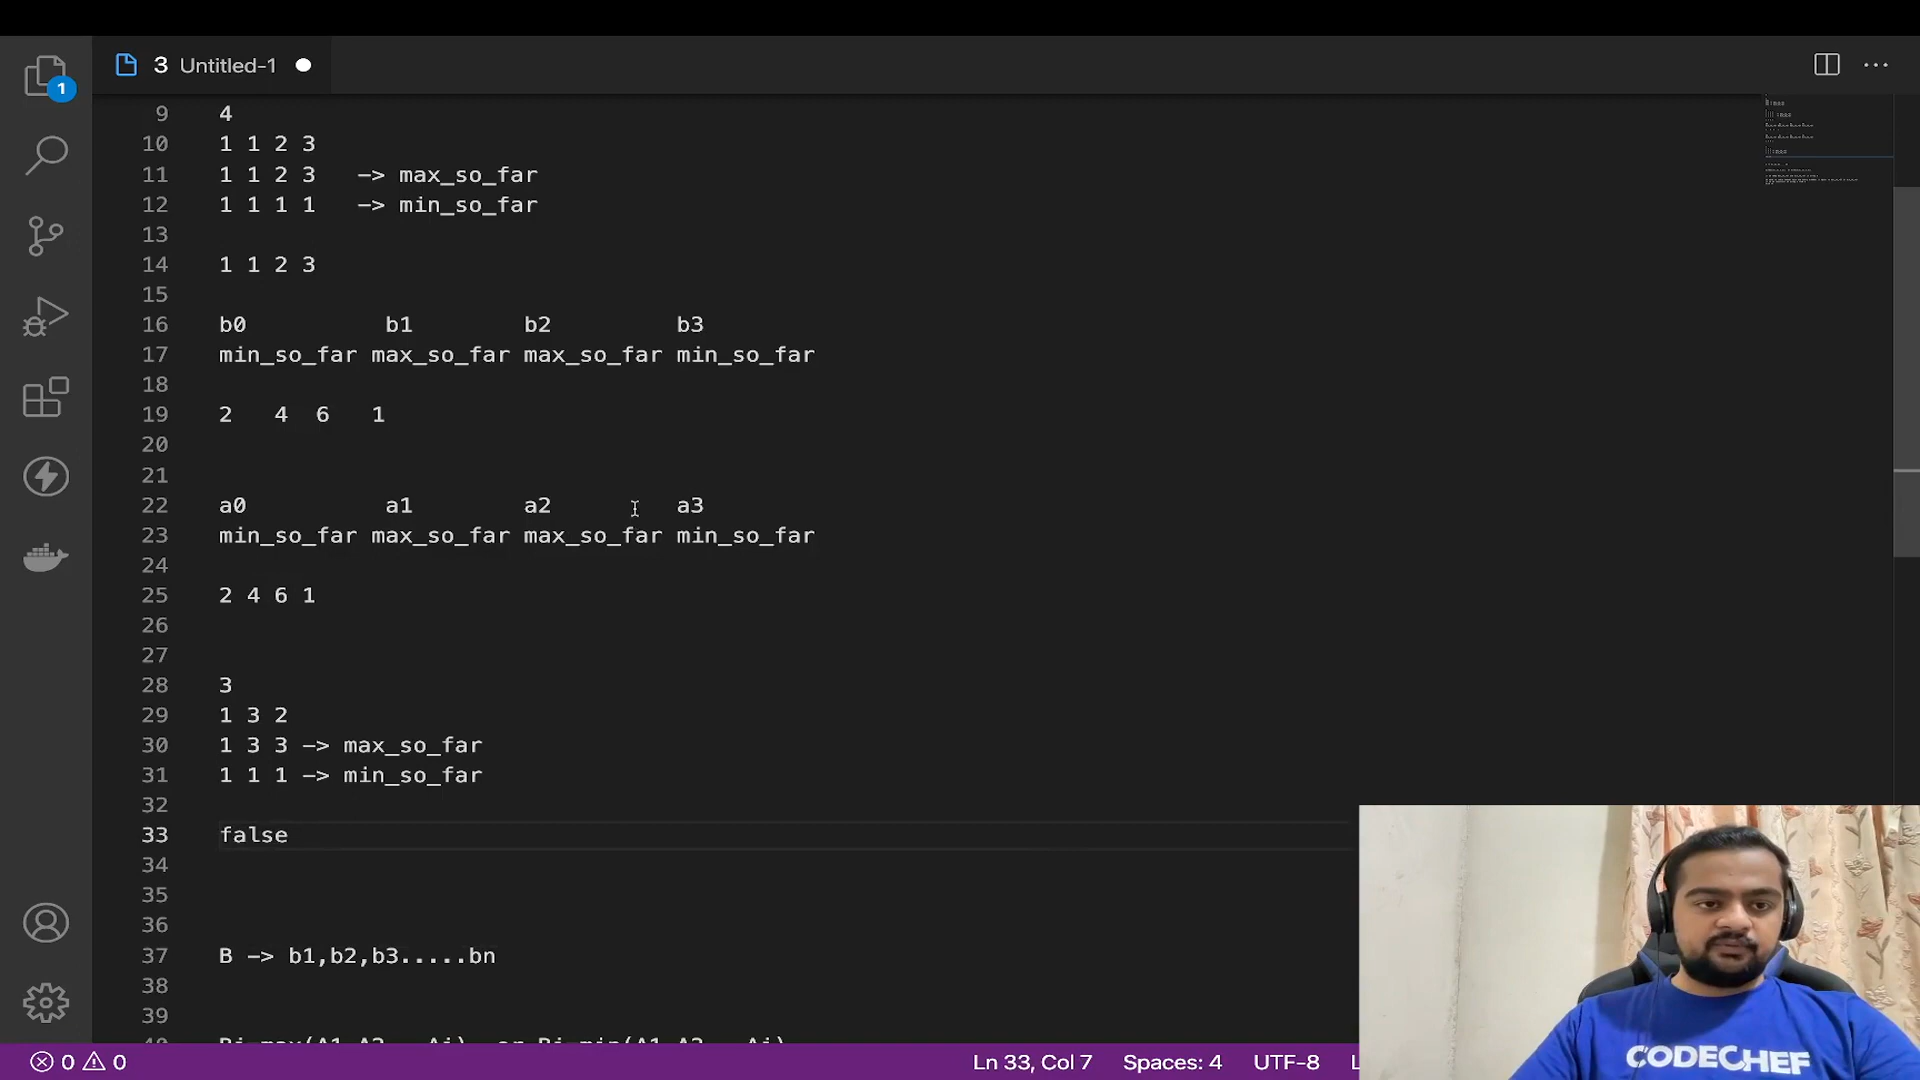 1
3 Untitled-1
9 4
10 1 1 2 3
11 1 1 2 3 -> max_so_far
12 1 1 1 1 -> min_so_far
13
14 1 1 2 3
15
16 b0 b1 b2 b3
17 min_so_far max_so_far max_so_far min_so_far
18
19 2 4 6 1
20
21
22 a0 a1 a2 a3
23 min_so_far max_so_far max_so_far min_so_far
24
25 2 4 6 1
26
27
28 3
29 1 3 2
30 1 3 3 -> max_so_far
31 1 1 1 -> min_so_far
32
33 false
34
35
36
37 B -> b1,b2,b3.....bn
38
39
0 0
Ln 33, Col 7 Spaces: 4 UTF-8 L
CODECHEF